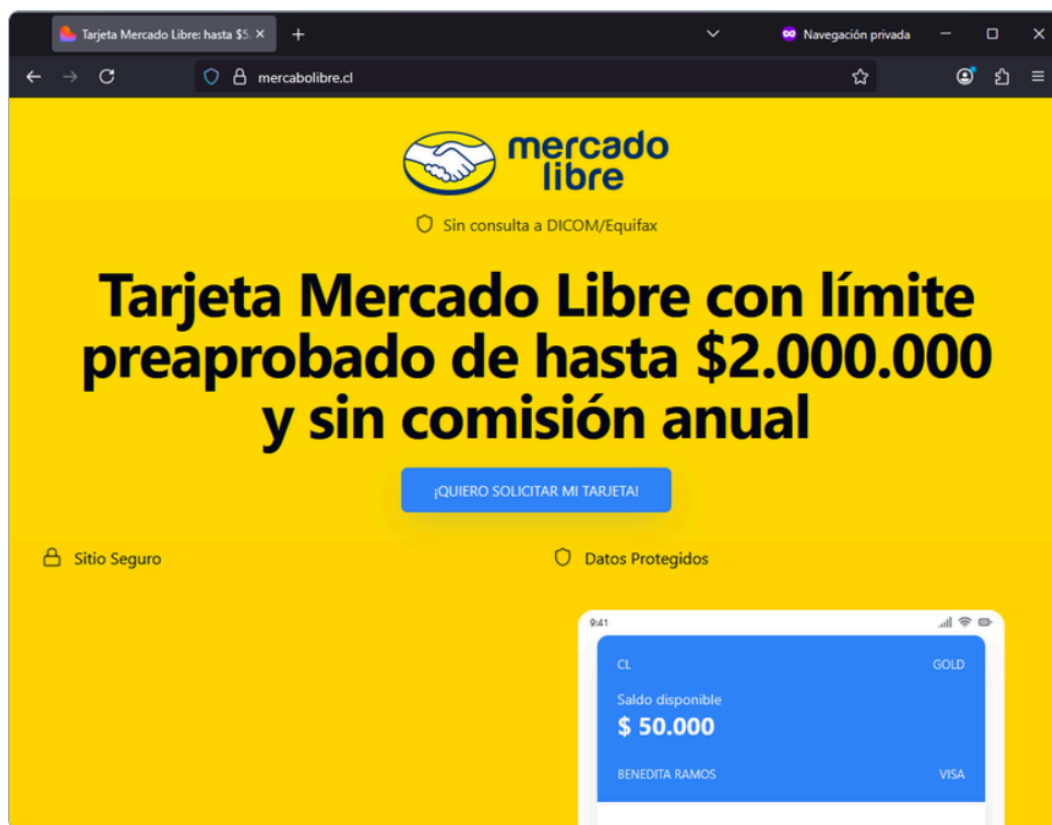 Tarjeta Mercado Libre: hasta $5
Navegación privada
mercabolibre.cl
mercado
libre
Sin consulta a DICOM/Equifax
Tarjeta Mercado Libre con límite
preaprobado de hasta $2.000.000
y sin comisión anual
¡QUIERO SOLICITAR MI TARJETA!
Sitio Seguro
Datos Protegidos
9:41
CL GOLD
Saldo disponible
$ 50.000
BENEDITA RAMOS VISA